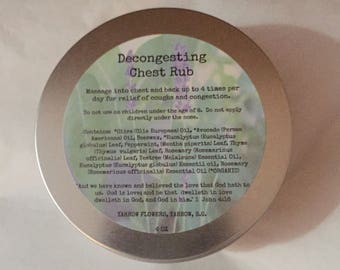 Decongesting
Chest Rub
Massage into chest and back up to 4 times per
day for relief of coughs and congestion.
Do not use on children under the age of Do not apply
directly under the nose.
Contains: *Olive (Olea Europaea) Oil, *Avocado (Persea
Americana) Oil, Beeswax, *Eucalyptus (Eucalyptus
globulus) Leaf, Peppermint, (Mentha piperita) Leaf, Thyme
(Thymus vulgaris) Leaf, Rosemary (Rosemarinus
officinalis) Leaf, Teatree (Melaleuca) Essential Oil,
Eucalyptus (Eucalyptus globulus) Essential oil, Rosemary
(Rosemarinus officinalis) Essential Oil *ORGANIC
And we have known and believed the love that God hath to
us. God is love; and he that dwelleth in love
dwelleth in God, and God in him.' 1 John 4:16
YARROW FLOWERS, YARROW, B.C.
4 OZ